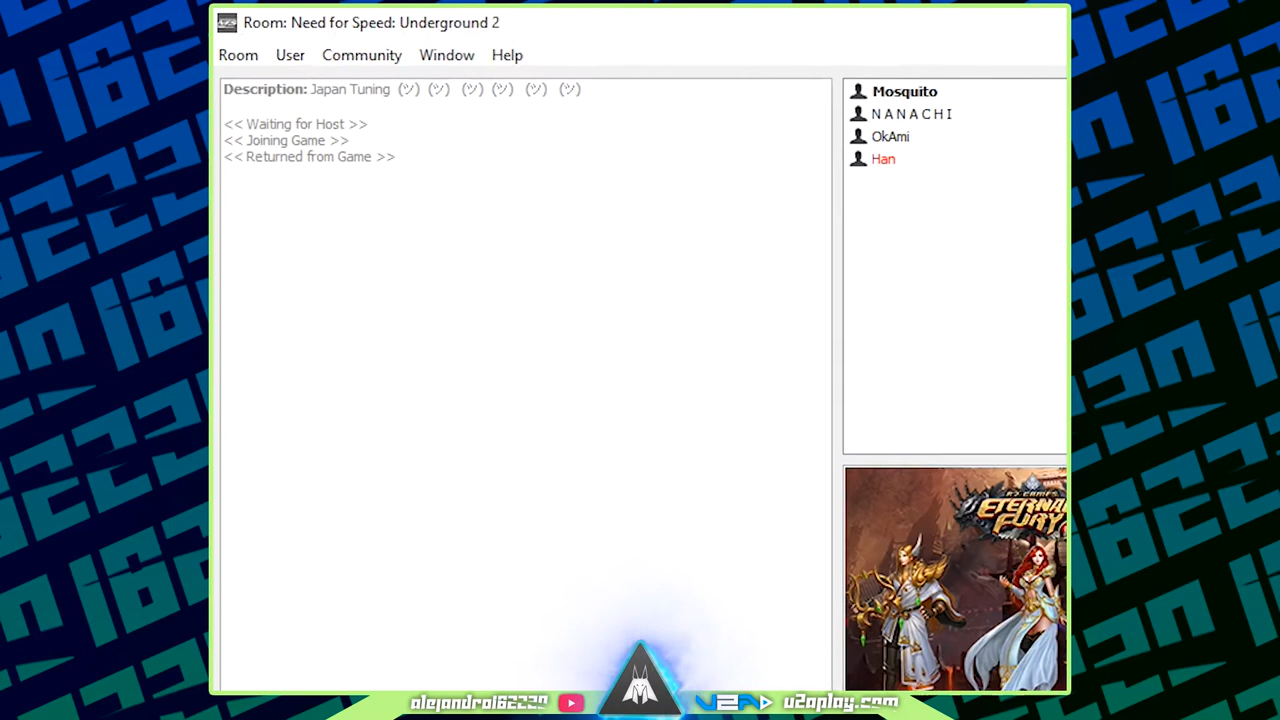 Room: Need for Speed: Underground 2
Room User Community Window Help
Description: Japan Tuning (ツ) (ツ) (ツ) (ツ) (ツ) (ツ)
<< Waiting for Host >>
<< Joining Game >>
<< Returned from Game >>
Mosquito
N A N A C H I
OkAmi
Han
ETERNAL
FURY
alejandro162229
u2aplay.com